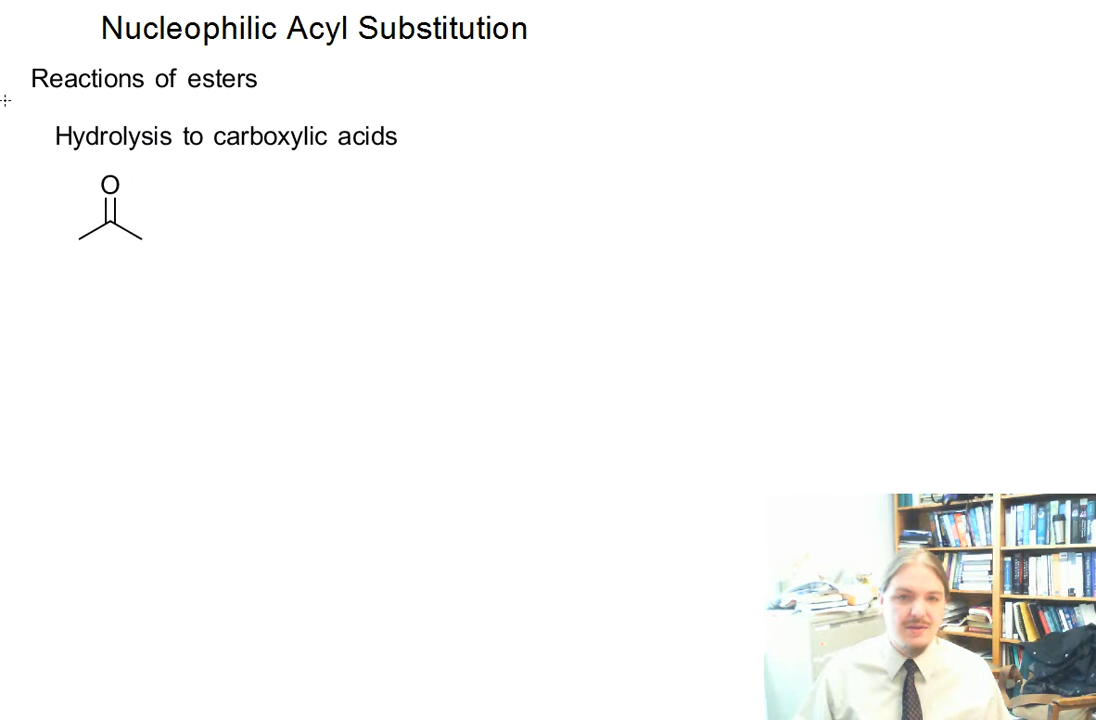 Nucleophilic Acyl Substitution
Reactions of esters
Hydrolysis to carboxylic acids
O